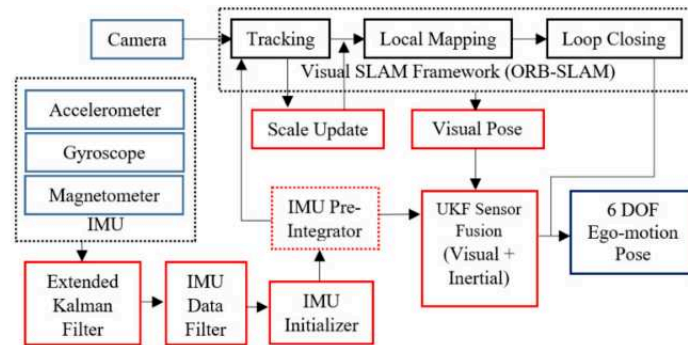 Camera
Tracking
Local Mapping
Loop Closing
Visual SLAM Framework (ORB-SLAM)
Accelerometer
Gyroscope
Magnetometer
IMU
Scale Update
Visual Pose
IMU Pre-
Integrator
UKF Sensor
Fusion
(Visual +
Inertial)
6 DOF
Ego-motion
Pose
Extended
Kalman
Filter
IMU
Data
Filter
IMU
Initializer